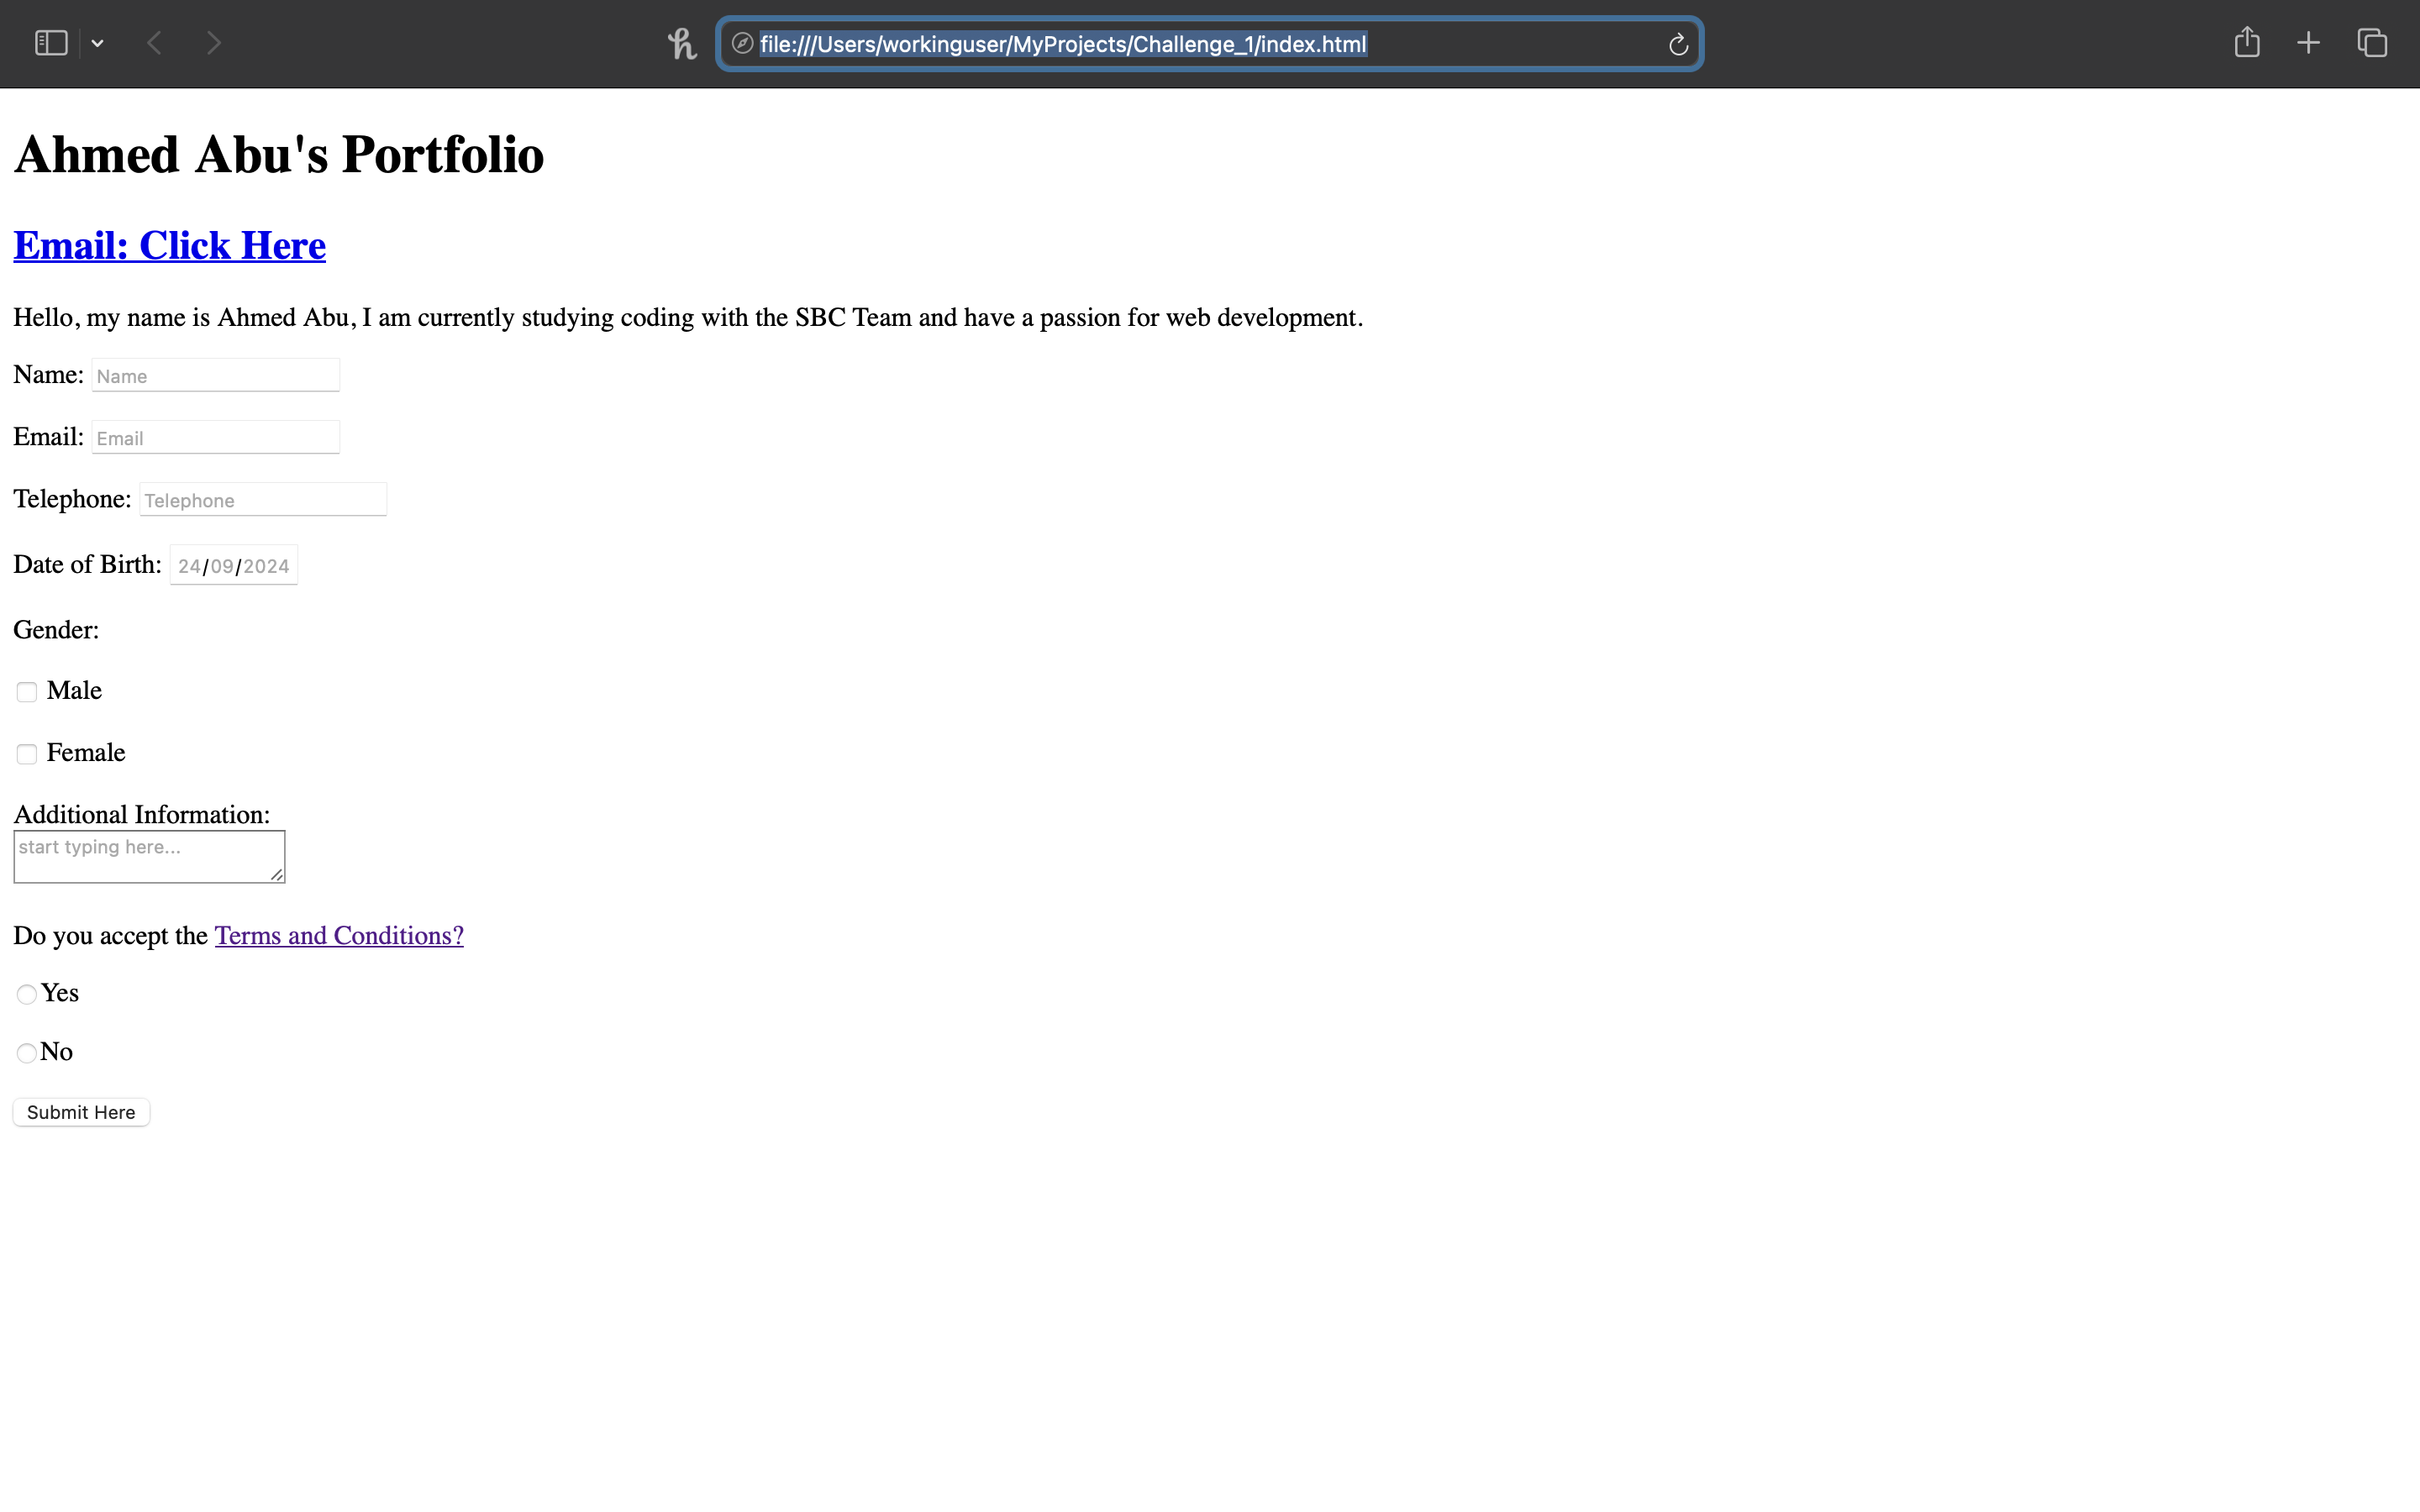 file:///Users/workinguser/MyProjects/Challenge_1/index.html
Ahmed Abu's Portfolio
Email: Click Here
Hello, my name is Ahmed Abu, I am currently studying coding with the SBC Team and have a passion for web development.
Name: Name
Email: Email
Telephone: Telephone
Date of Birth: 24/09/2024
Gender:
Male
Female
Additional Information:
start typing here...
Do you accept the Terms and Conditions?
Yes
No
Submit Here